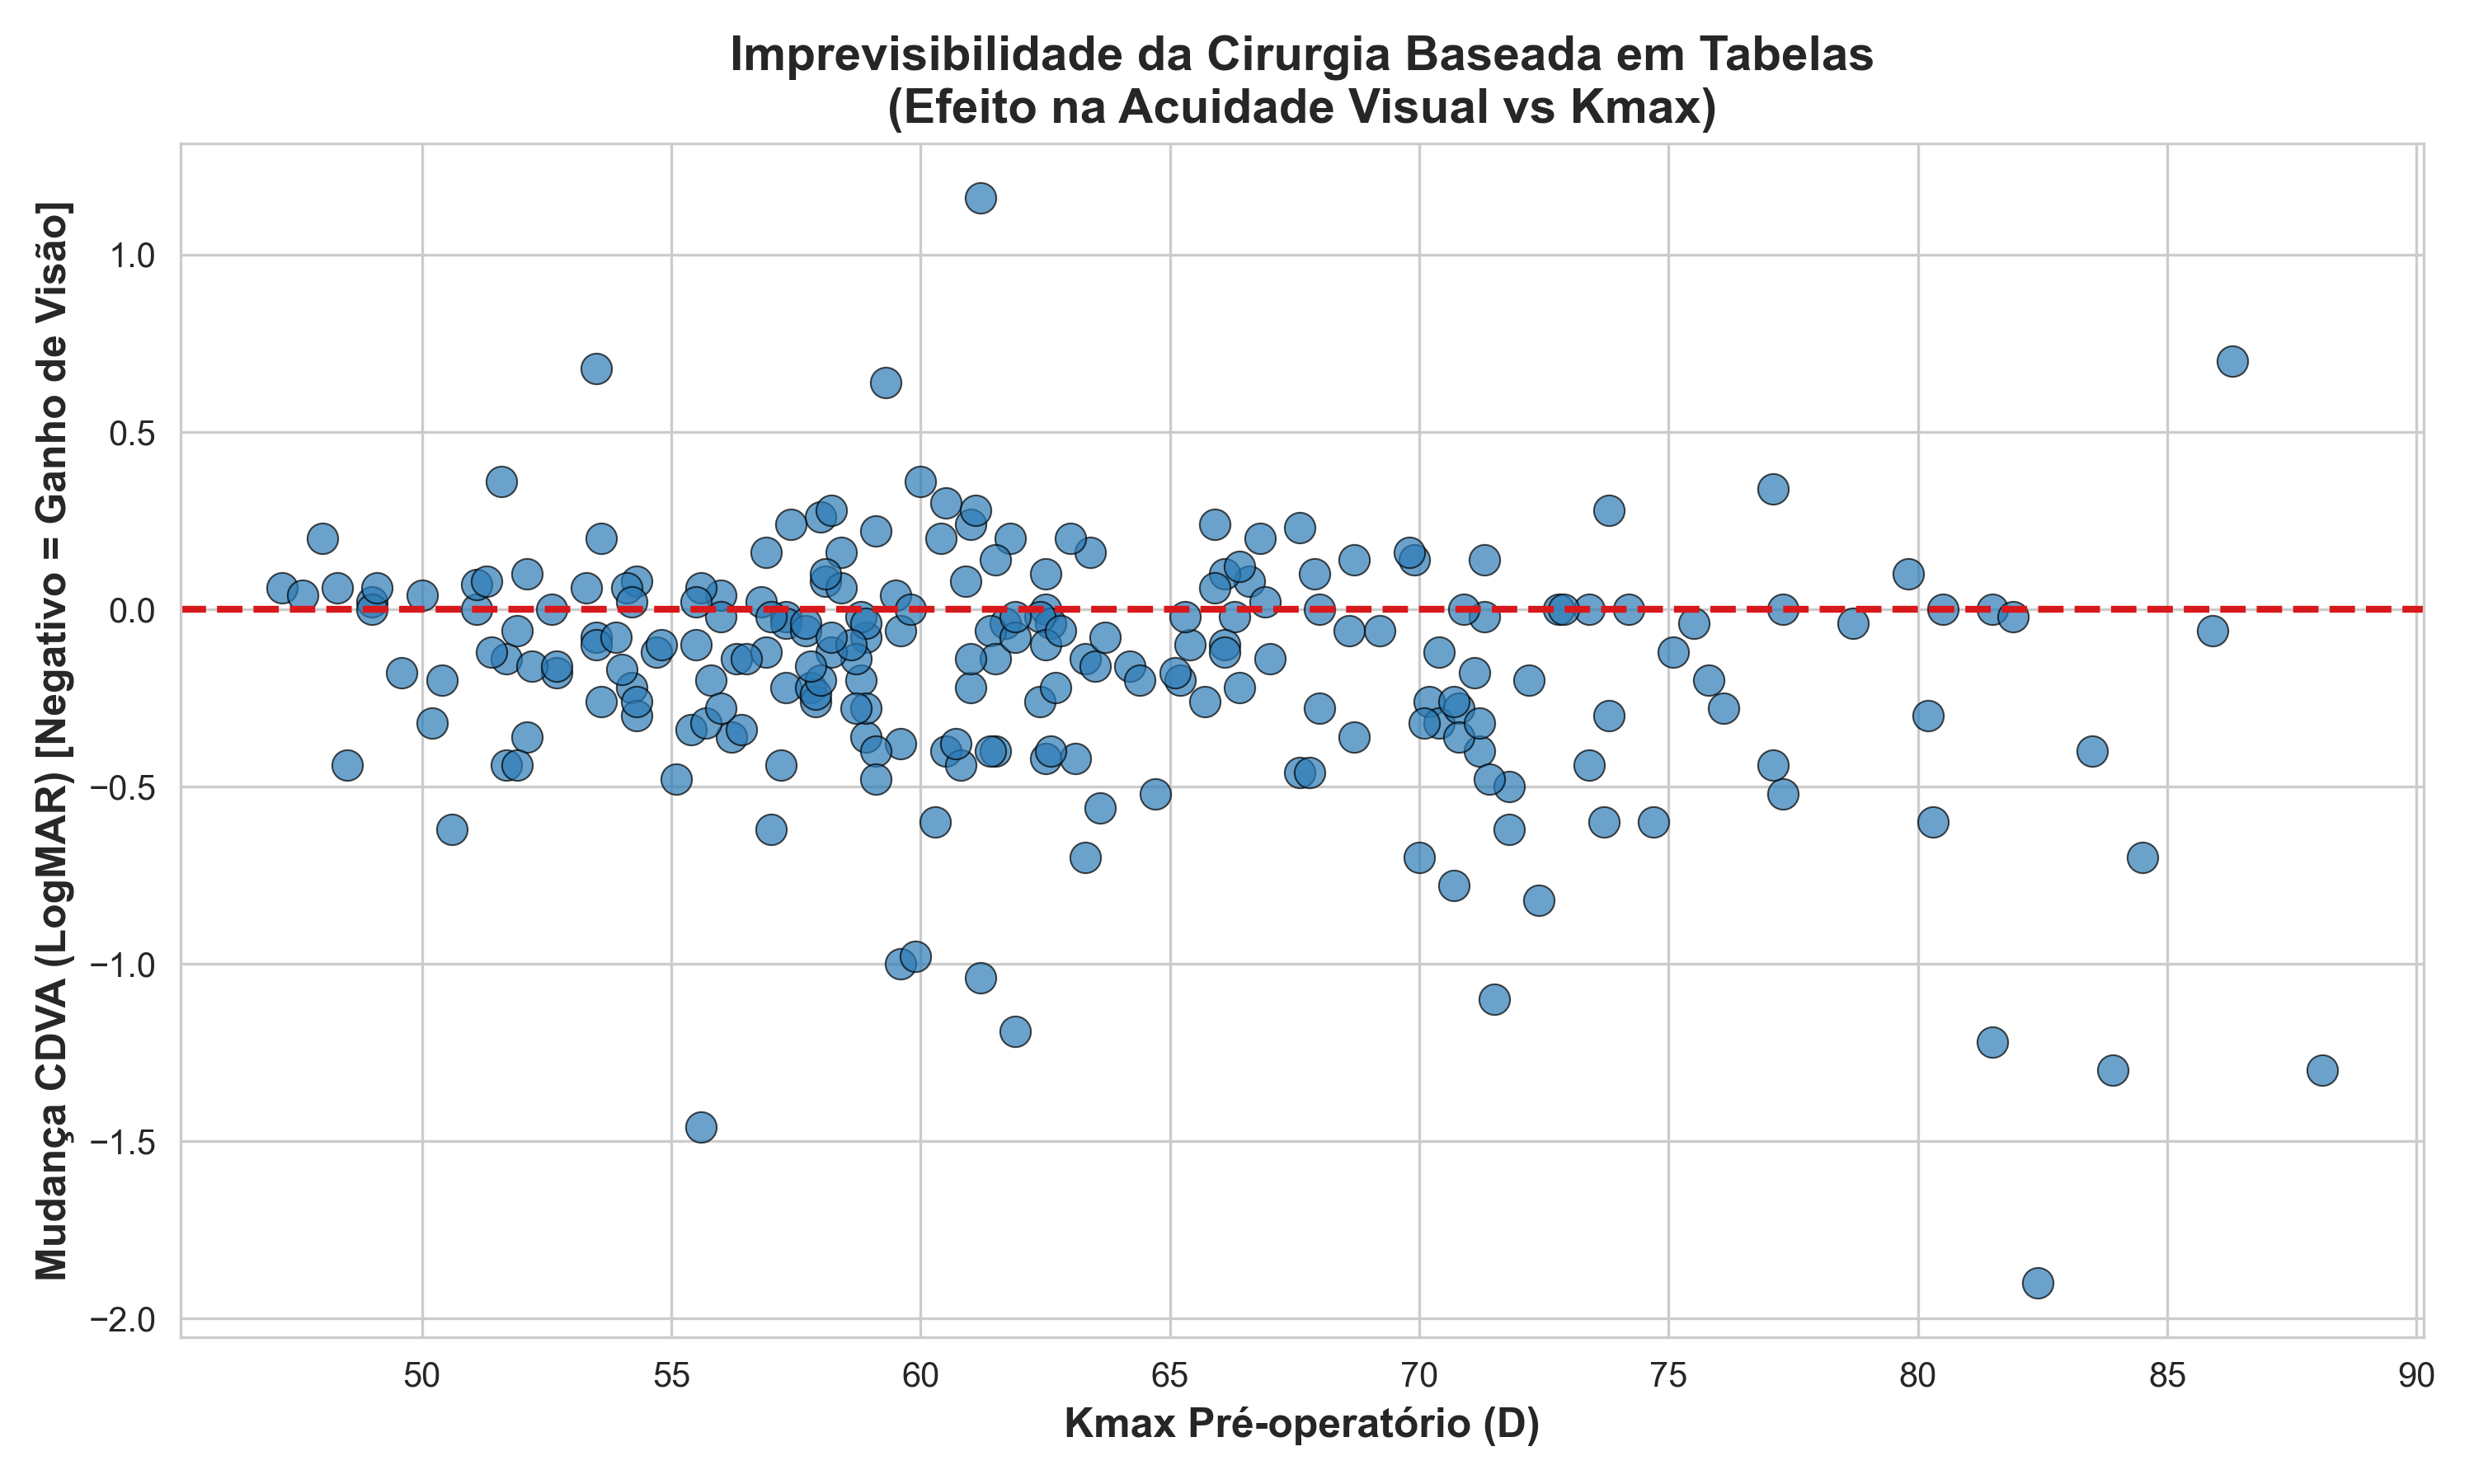 Imprevisibilidade da Cirurgia Baseada em Tabelas
(Efeito na Acuidade Visual vs Kmax)
Mudança CDVA (LogMAR) [Negativo = Ganho de Visão]
1.0
0.5
0.0
−0.5
−1.0
−1.5
−2.0
50 55 60 65 70 75 80 85 90
Kmax Pré-operatório (D)